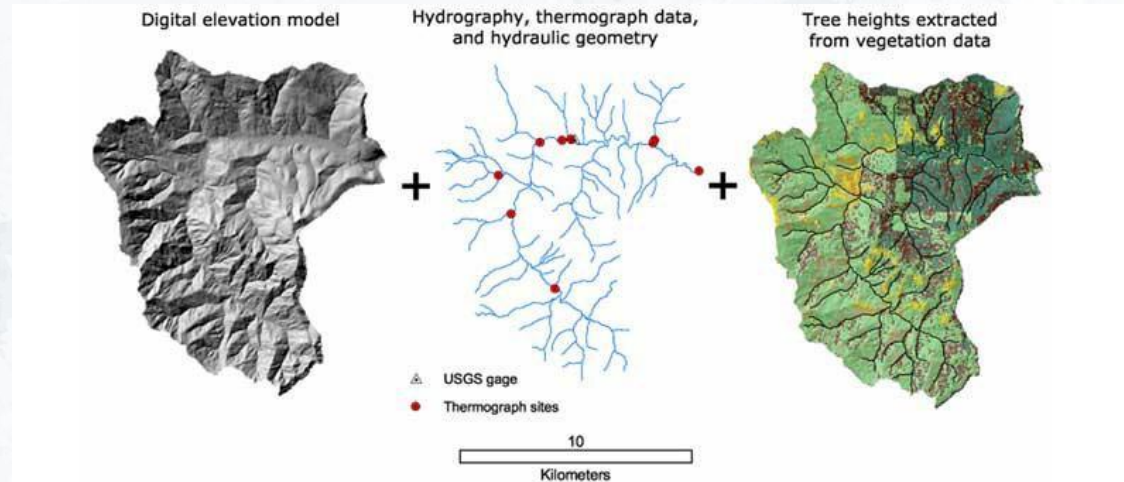 Digital elevation model
Hydrography, thermograph data,
and hydraulic geometry
Tree heights extracted
from vegetation data
+
+
USGS gage
Thermograph sites
10
Kilometers